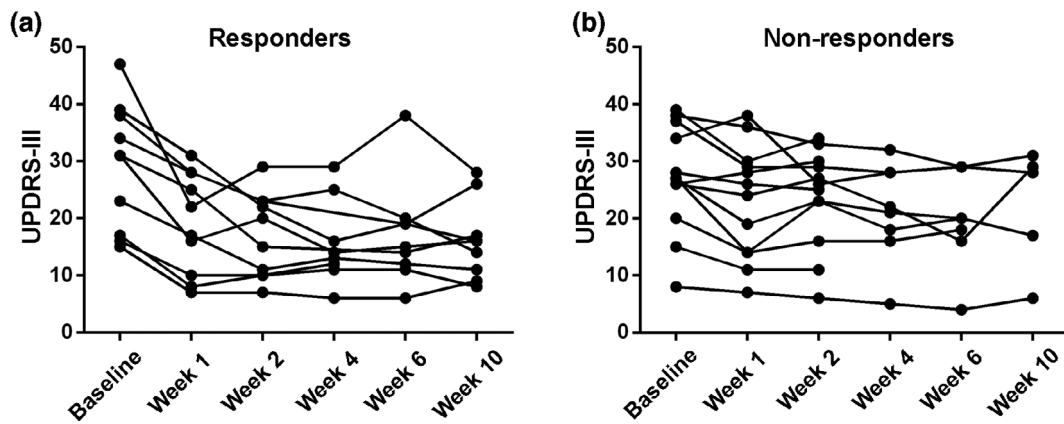 (a)
Responders
UPDRS-III
50
40
30
20
10
0
Baseline
Week 1
Week 2
Week 4
Week 6
Week 10
(b)
Non-responders
UPDRS-III
50
40
30
20
10
0
Baseline
Week 1
Week 2
Week 4
Week 6
Week 10